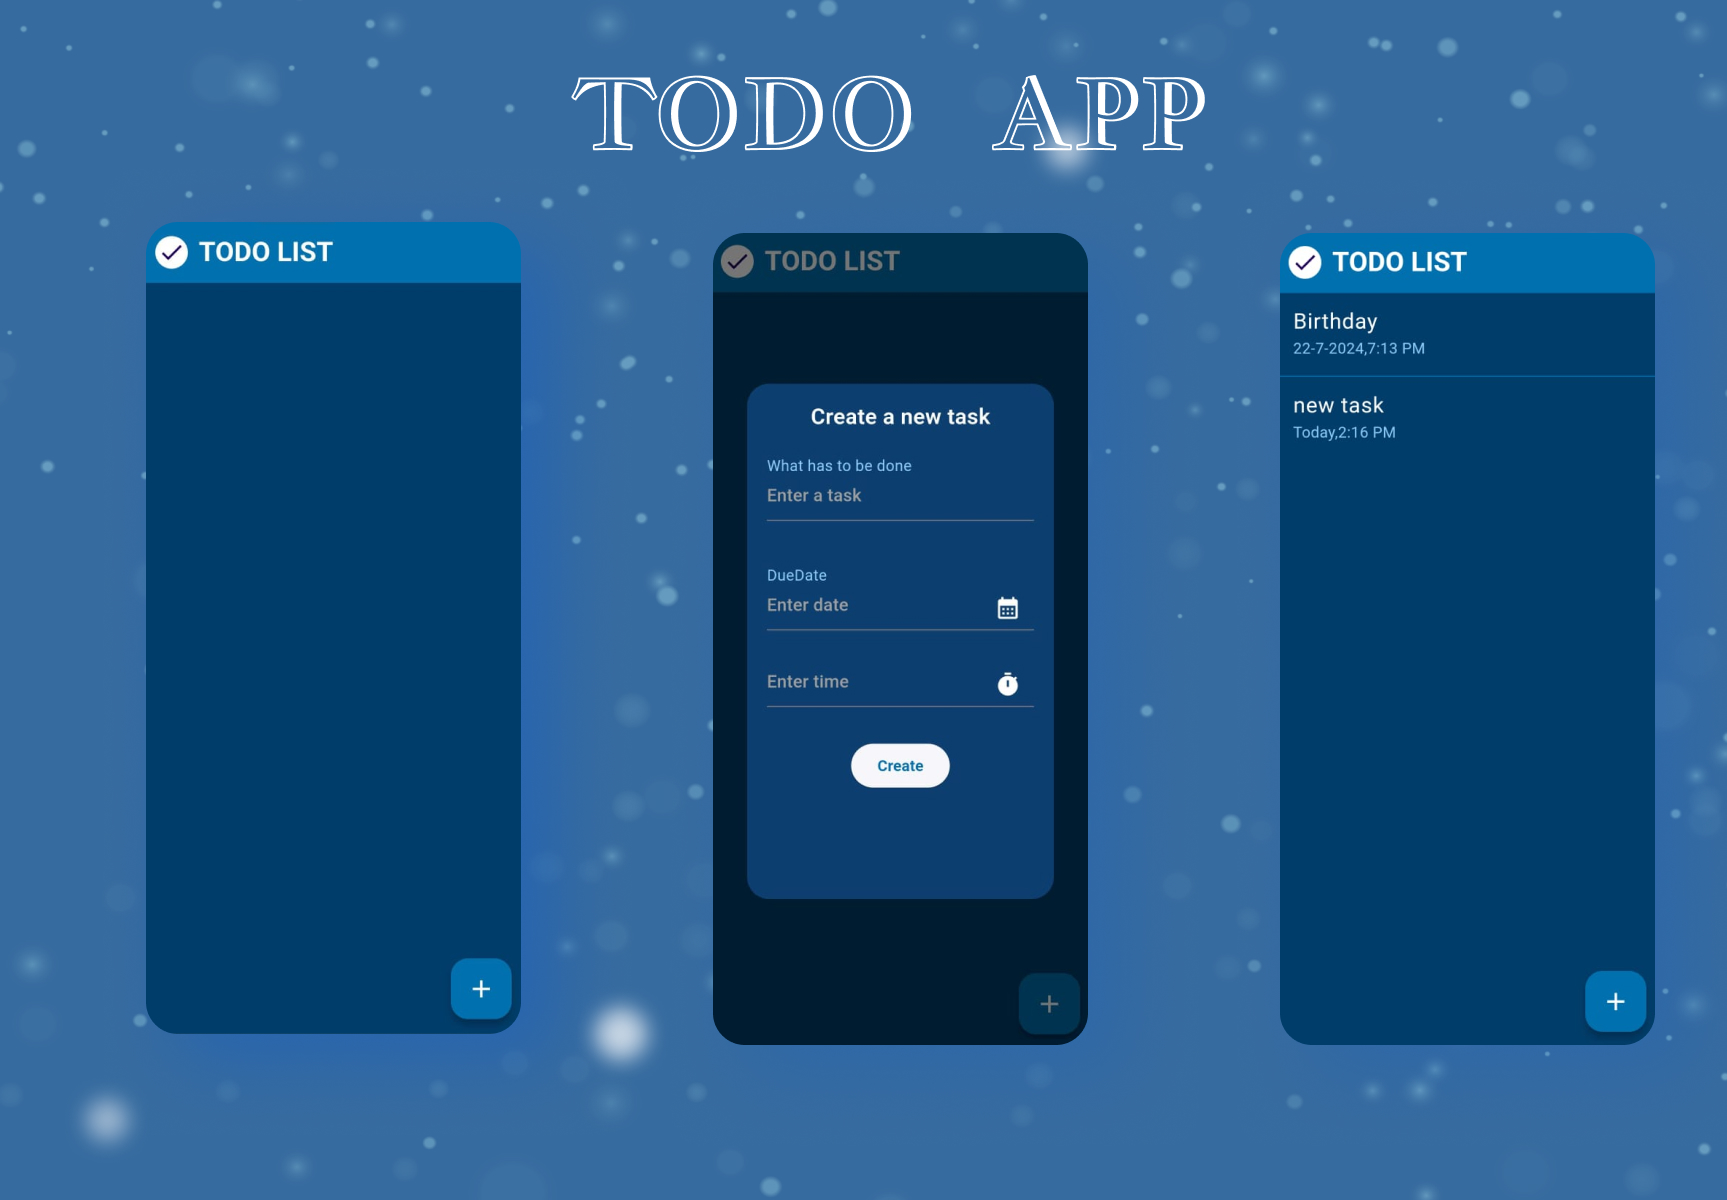 TODO APP
TODO LIST
+
TODO LIST
Create a new task
What has to be done
Enter a task
DueDate
Enter date
Enter time
Create
+
TODO LIST
Birthday
22-7-2024,7:13 PM
new task
Today,2:16 PM
+